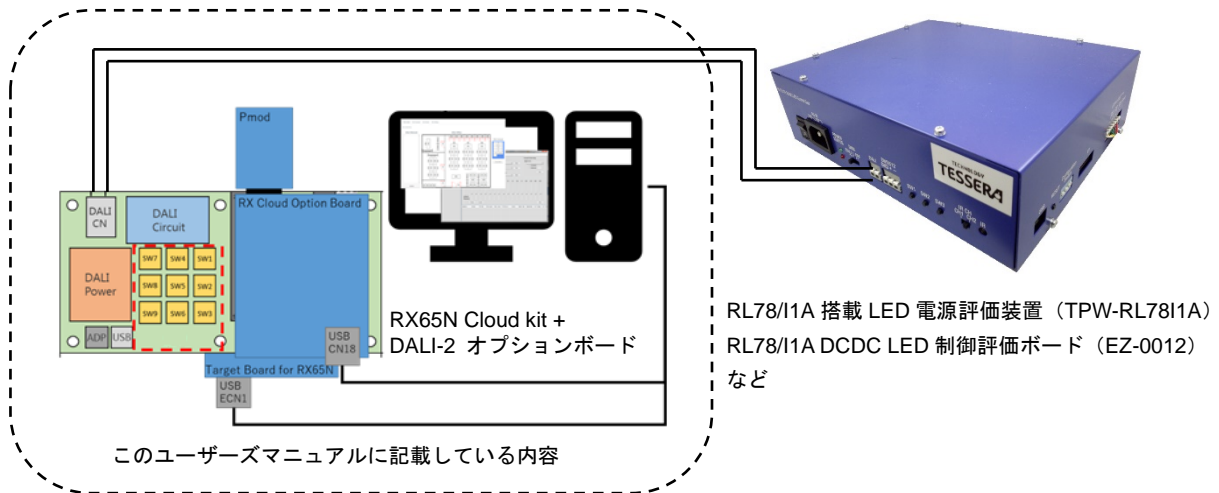 Pmod
RX Cloud Option Board
DALI
CN
DALI
Circuit
SW7 SW4 SW1
SW8 SW5 SW2
SW9 SW6 SW3
DALI
Power
ADP USB
USB
CN18
Target Board for RX65N
USB
ECN1
RX65N Cloud kit +
DALI-2 オプションボード
このユーザーズマニュアルに記載している内容
TECHNOLOGY
TESSERA
RL78/I1A 搭載 LED 電源評価装置（TPW-RL78I1A）
RL78/I1A DCDC LED 制御評価ボード（EZ-0012）
など